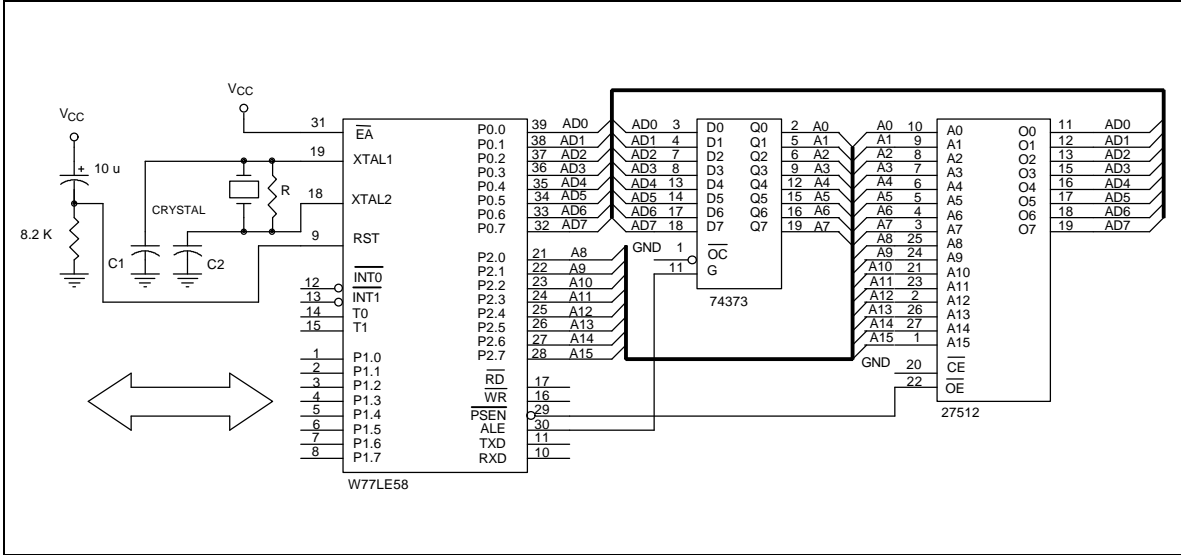 VCC
VCC
10 u
8.2 K
C1
CRYSTAL
C2
R
31 EA
19 XTAL1
18 XTAL2
9 RST
12 INT0
13 INT1
14 T0
15 T1
1 P1.0
2 P1.1
3 P1.2
4 P1.3
5 P1.4
6 P1.5
7 P1.6
8 P1.7
P0.0 39 AD0
P0.1 38 AD1
P0.2 37 AD2
P0.3 36 AD3
P0.4 35 AD4
P0.5 34 AD5
P0.6 33 AD6
P0.7 32 AD7
P2.0 21 A8
P2.1 22 A9
P2.2 23 A10
P2.3 24 A11
P2.4 25 A12
P2.5 26 A13
P2.6 27 A14
P2.7 28 A15
RD 17
WR 16
PSEN 29
ALE 30
TXD 11
RXD 10
W77LE58
AD0 3 D0 Q0 2 A0
AD1 4 D1 Q1 5 A1
AD2 7 D2 Q2 6 A2
AD3 8 D3 Q3 9 A3
AD4 13 D4 Q4 12 A4
AD5 14 D5 Q5 15 A5
AD6 17 D6 Q6 16 A6
AD7 18 D7 Q7 19 A7
GND 1 OC
11 G
74373
A0 10 A0
A1 9 A1
A2 8 A2
A3 7 A3
A4 6 A4
A5 5 A5
A6 4 A6
A7 3 A7
A8 25 A8
A9 24 A9
A10 21 A10
A11 23 A11
A12 2 A12
A13 26 A13
A14 27 A14
A15 1 A15
GND 20 CE
22 OE
O0 11 AD0
O1 12 AD1
O2 13 AD2
O3 15 AD3
O4 16 AD4
O5 17 AD5
O6 18 AD6
O7 19 AD7
27512